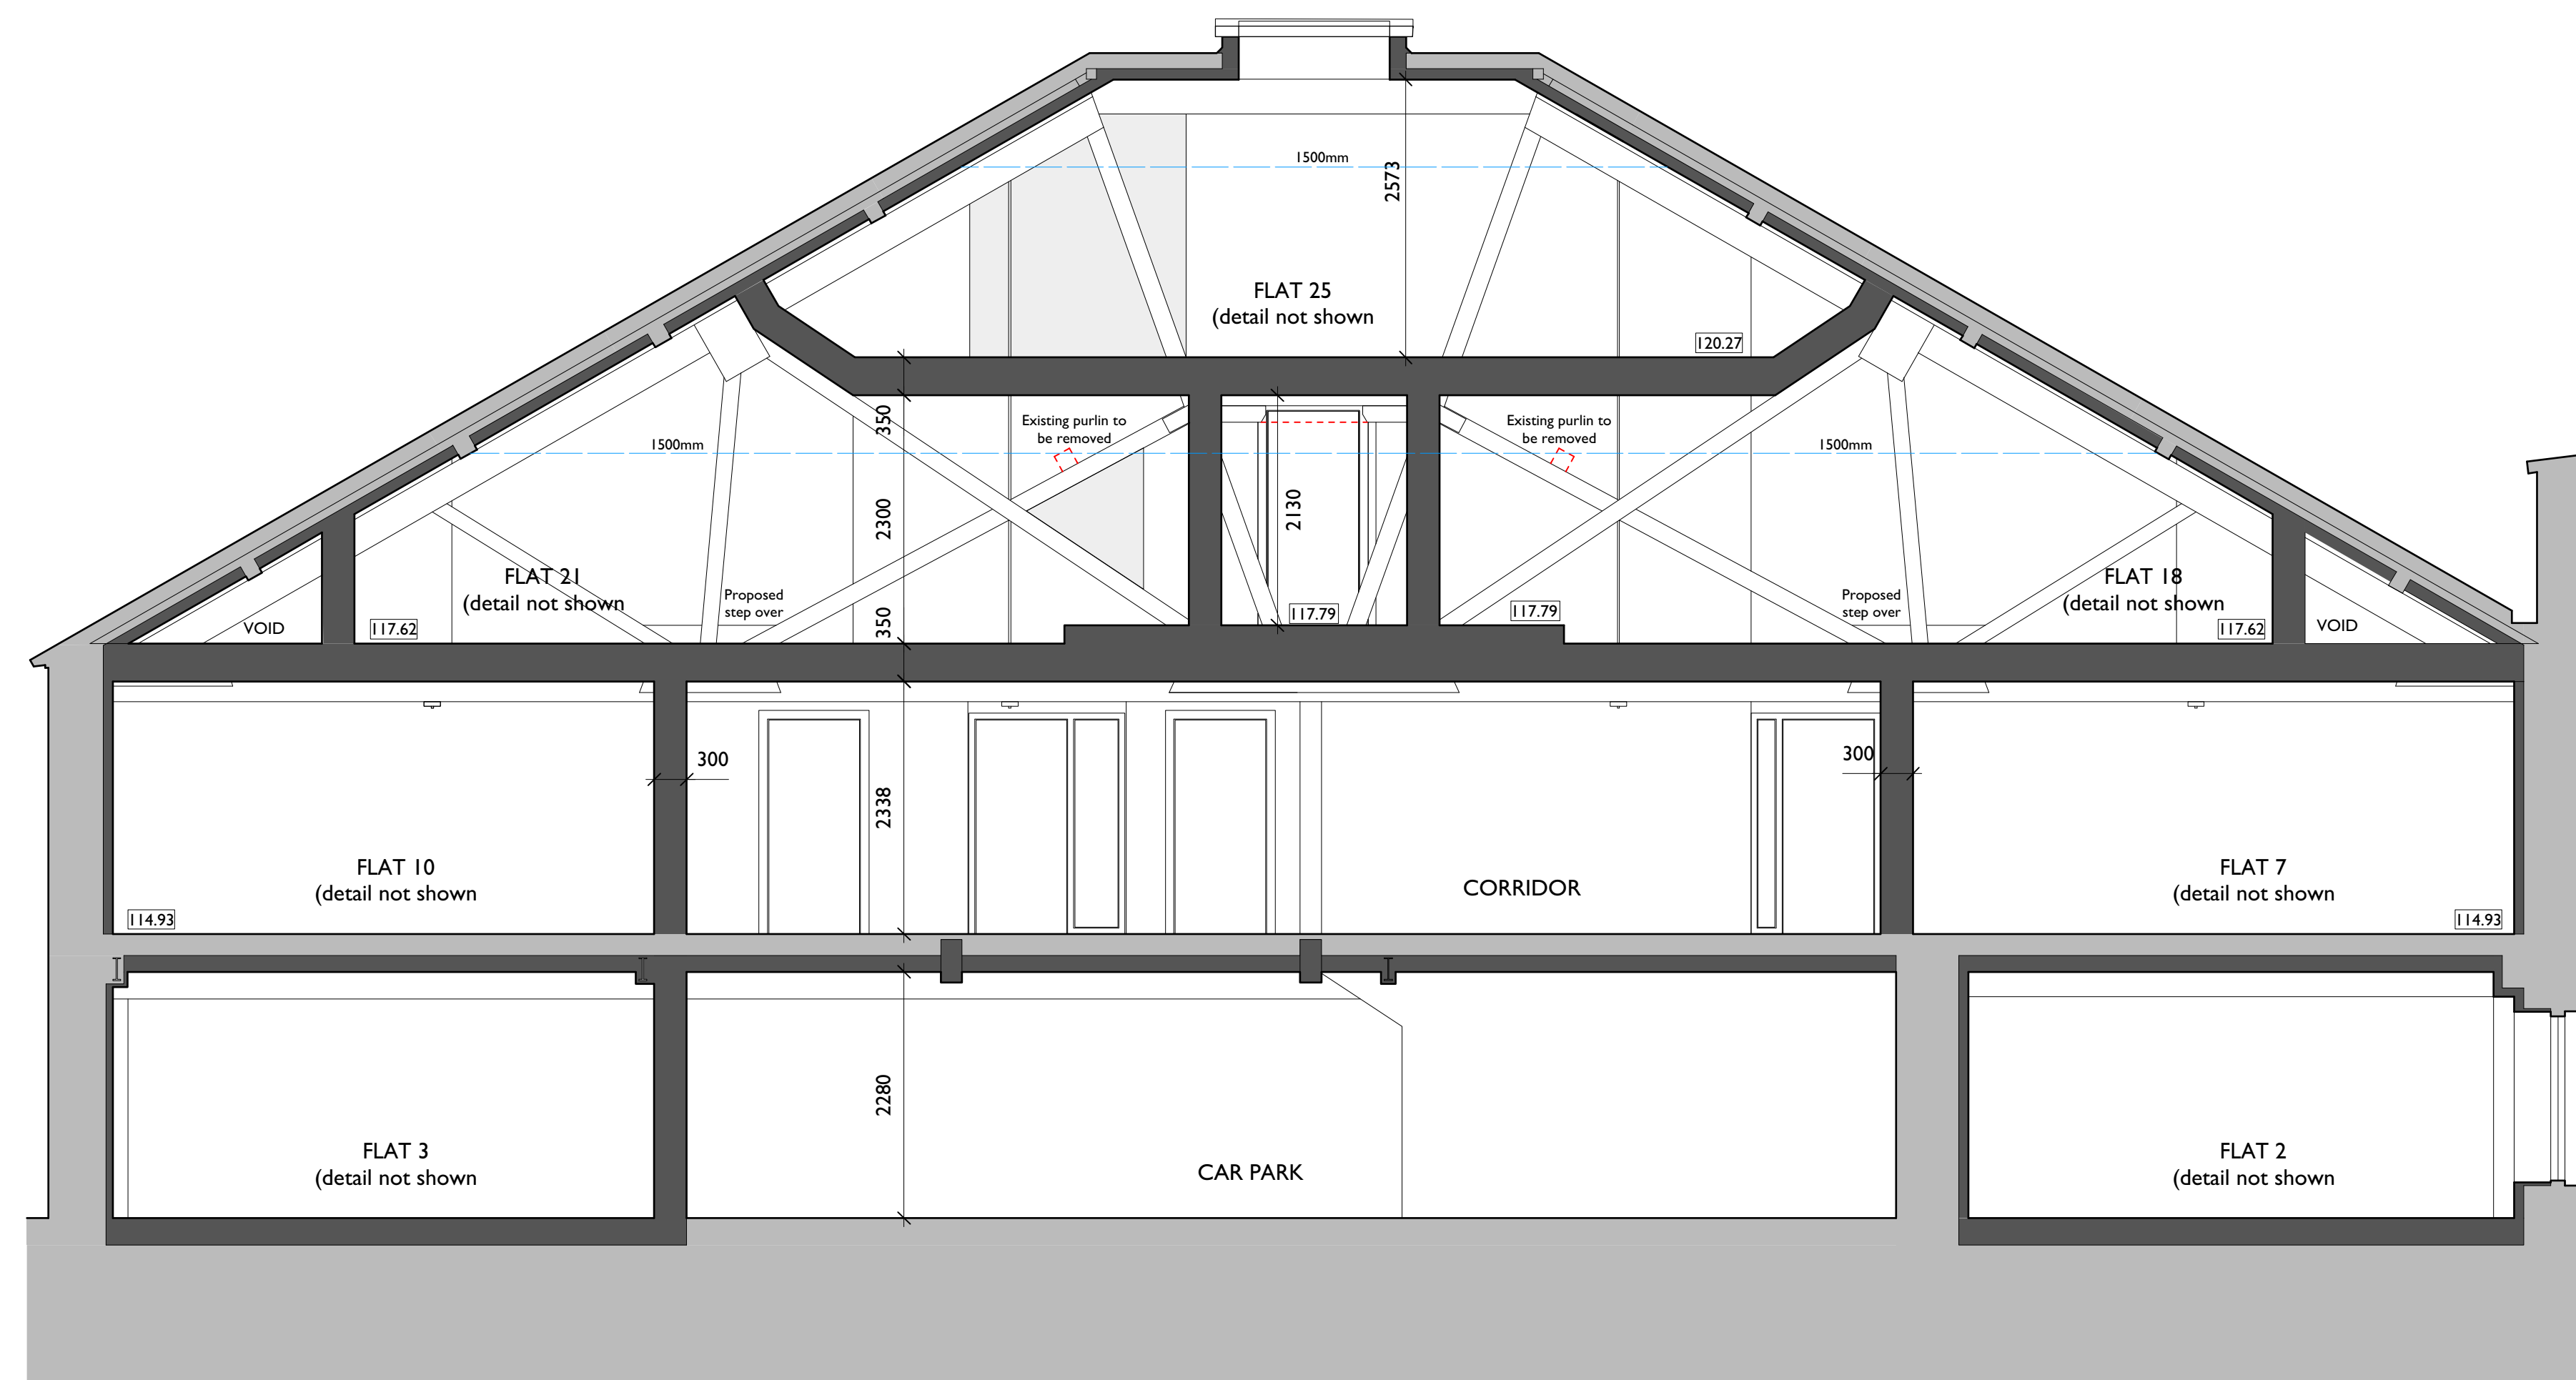 1500mm
2573
FLAT 25
(detail not shown
120.27
350
Existing purlin to
be removed
Existing purlin to
be removed
1500mm
1500mm
2300
2130
FLAT 21
(detail not shown
Proposed
step over
350
117.62
VOID
117.79
117.79
Proposed
step over
FLAT 18
(detail not shown
117.62
VOID
300
300
2338
FLAT 10
(detail not shown
114.93
CORRIDOR
FLAT 7
(detail not shown
114.93
2280
FLAT 3
(detail not shown
CAR PARK
FLAT 2
(detail not shown